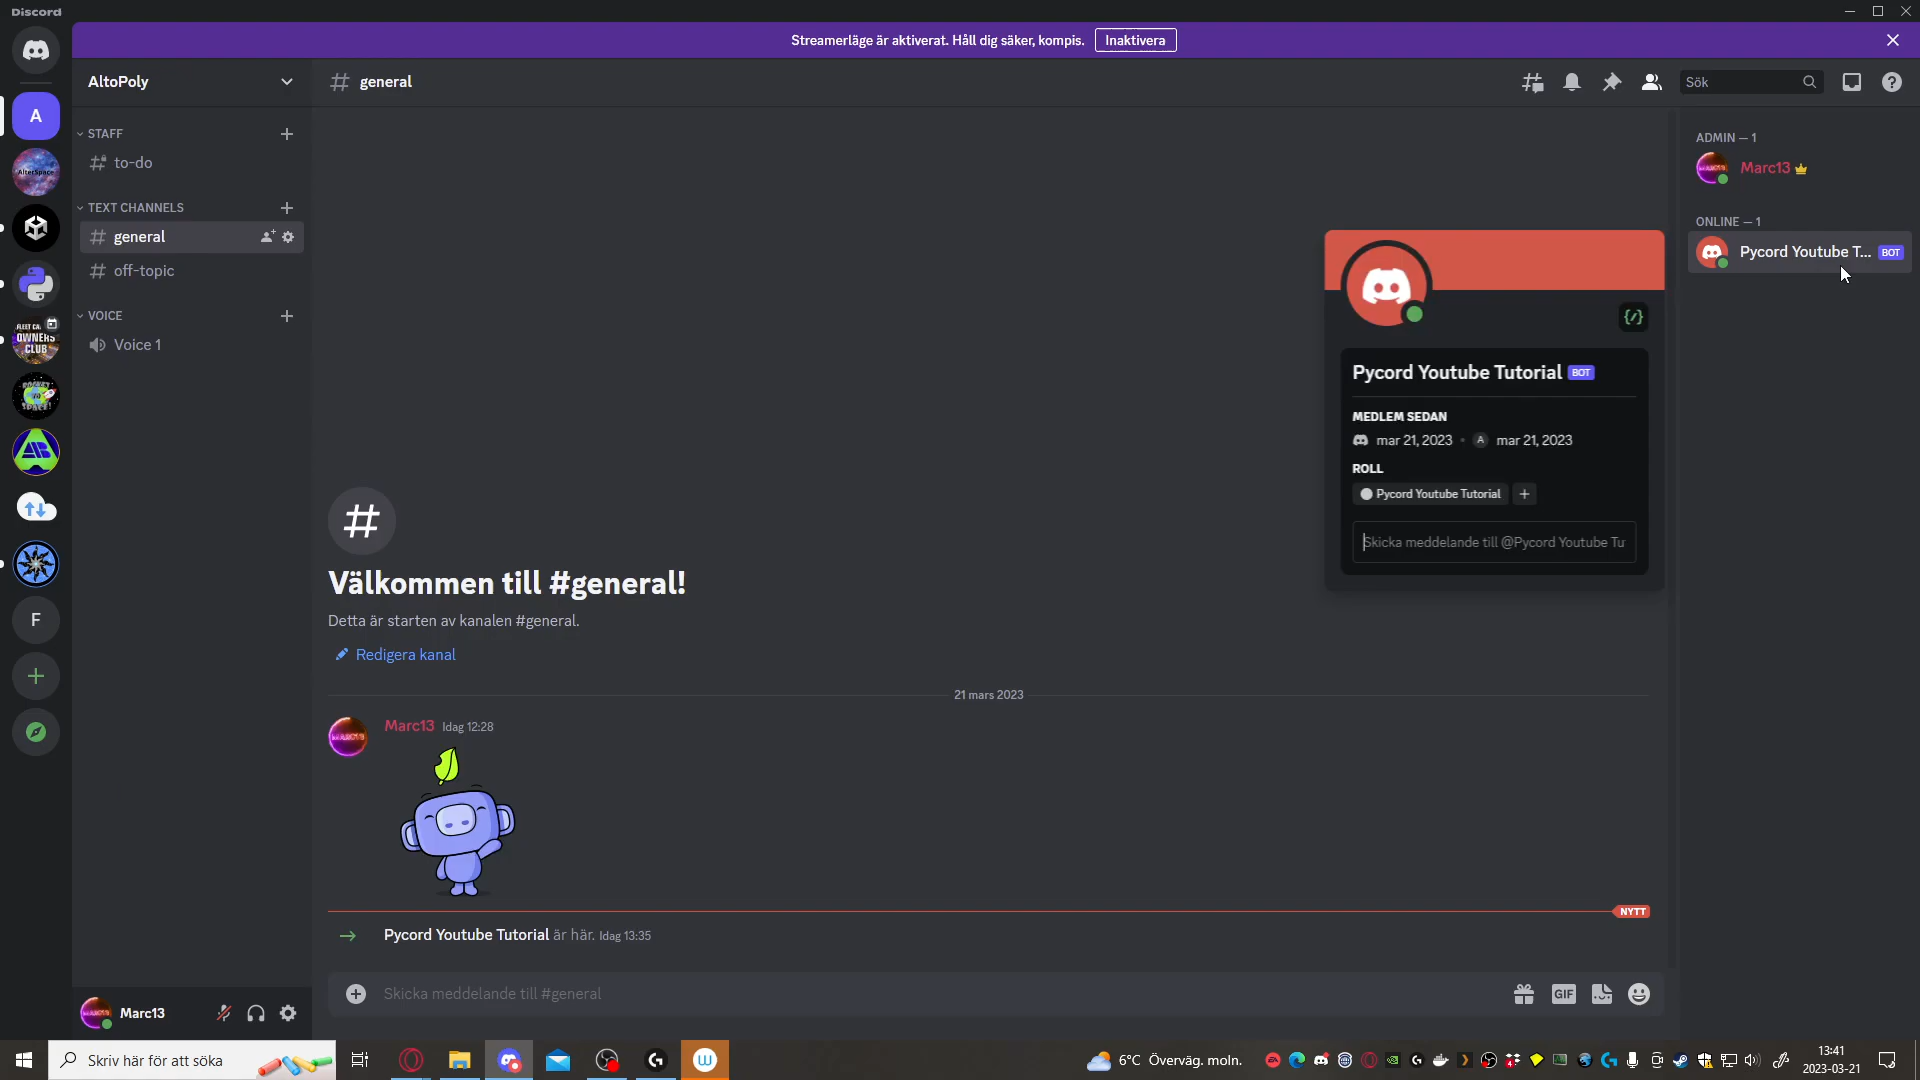 Discord
Streamerläge är aktiverat. Håll dig säker, kompis.
Inaktivera
AltoPoly
general
Sök
STAFF
to-do
TEXT CHANNELS
general
off-topic
VOICE
Voice 1
A
AlterSpace
OWNERS
CLUB
F
Välkommen till #general!
Detta är starten av kanalen #general.
Redigera kanal
21 mars 2023
Marc13 Idag 12:28
NYTT
Pycord Youtube Tutorial är här. Idag 13:35
Skicka meddelande till #general
GIF
Pycord Youtube Tutorial BOT
MEDLEM SEDAN
mar 21, 2023 • A mar 21, 2023
ROLL
Pycord Youtube Tutorial
Skicka meddelande till @Pycord Youtube Tu
ADMIN — 1
Marc13
ONLINE — 1
Pycord Youtube T... BOT
Marc13
Skriv här för att söka
6°C Överväg. moln.
13:41
2023-03-21